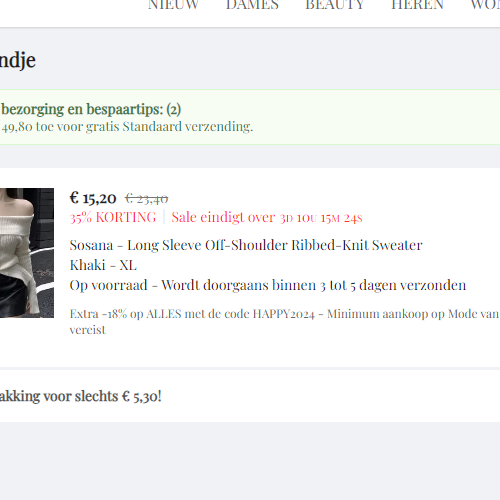 NIEUW DAMES BEAUTY HEREN WON
ndje
bezorging en bespaartips: (2)
49,80 toe voor gratis Standaard verzending.
€ 15,20 € 23,40
35% KORTING | Sale eindigt over 3D 10U 15M 24S
Sosana - Long Sleeve Off-Shoulder Ribbed-Knit Sweater
Khaki - XL
Op voorraad - Wordt doorgaans binnen 3 tot 5 dagen verzonden
Extra -18% op ALLES met de code HAPPY2024 - Minimum aankoop op Mode van
vereist
akking voor slechts € 5,30!